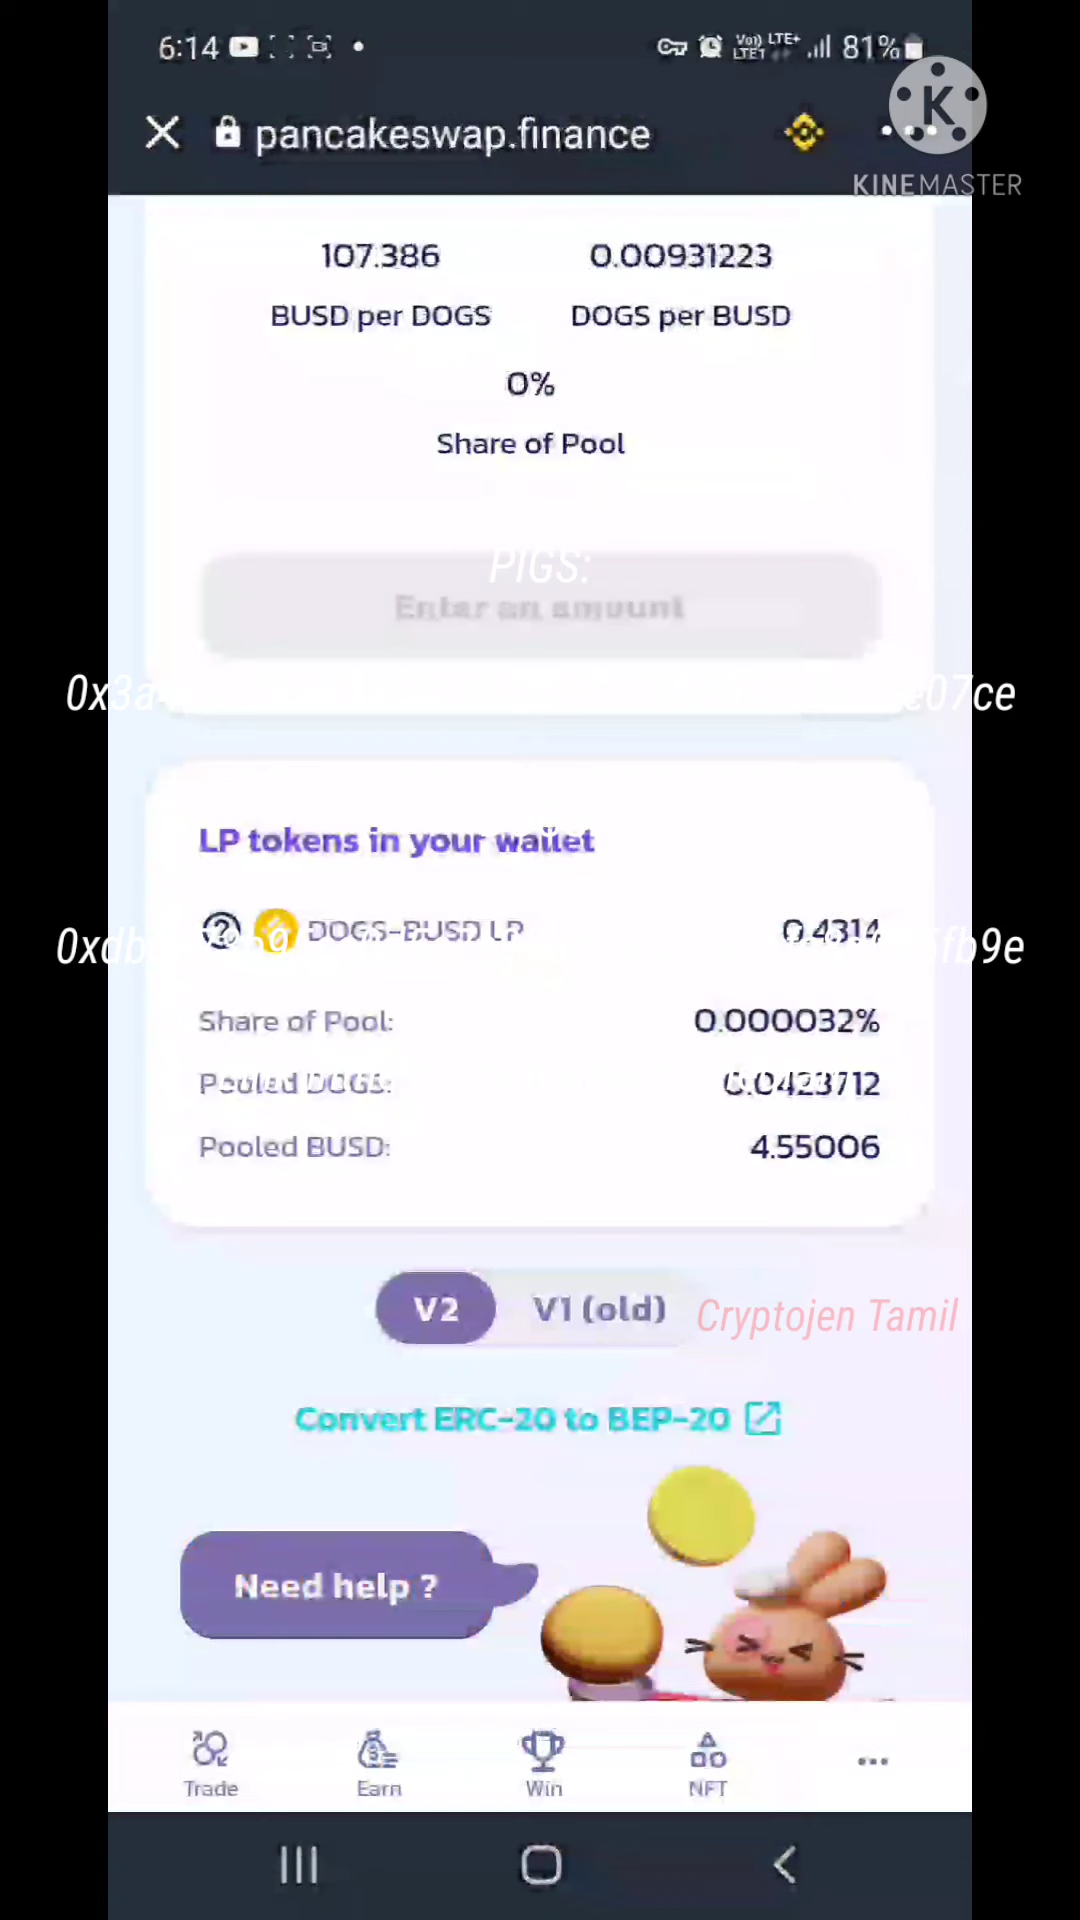 6:14 81%
pancakeswap.finance
KINEMASTER
107.386 0.00931223
BUSD per DOGS DOGS per BUSD
0%
Share of Pool
PIGS:
Enter an amount
LP tokens in your wallet
DOGS-BUSD LP 0.4314
Share of Pool: 0.000032%
Pooled DOGS: 0.0423712
Pooled BUSD: 4.55006
V2 V1 (old)
Cryptojen Tamil
Convert ERC-20 to BEP-20
Need help ?
Trade Earn Win NFT